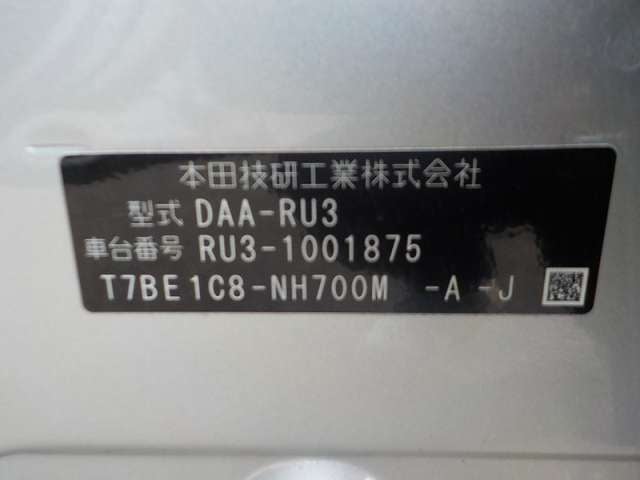 本田技研工業株式会社
型式 DAA-RU3
車台番号 RU3-1001875
T7BE1C8-NH700M -A -J